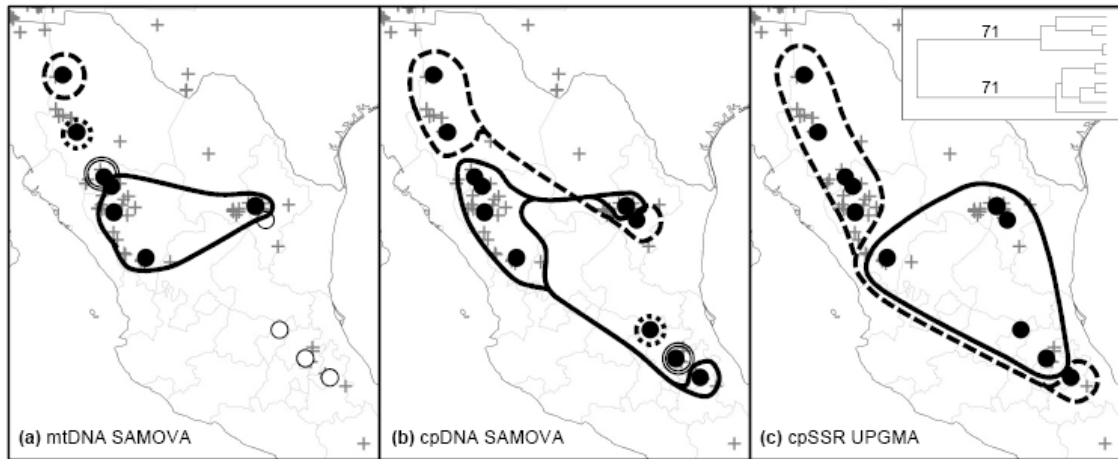 71
71
(a) mtDNA SAMOVA
(b) cpDNA SAMOVA
(c) cpSSR UPGMA